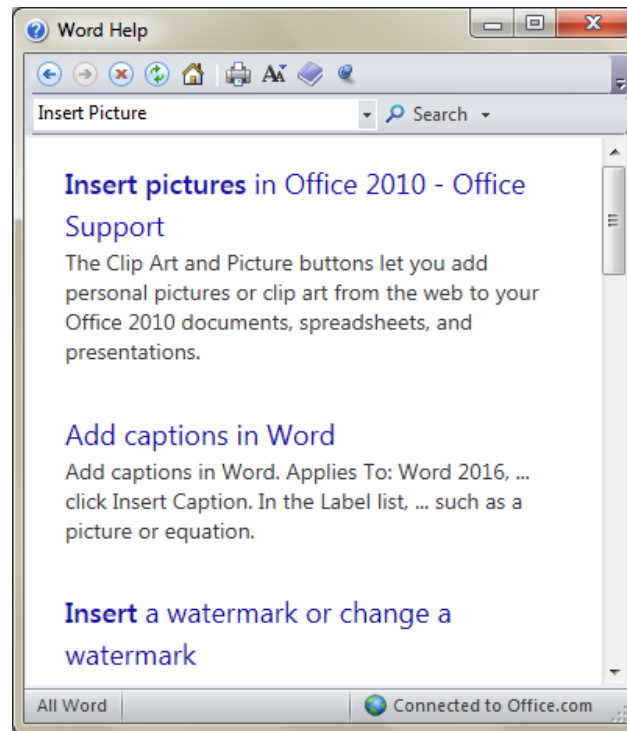 Word Help
Insert Picture
Search
Insert pictures in Office 2010 - Office
Support
The Clip Art and Picture buttons let you add
personal pictures or clip art from the web to your
Office 2010 documents, spreadsheets, and
presentations.
Add captions in Word
Add captions in Word. Applies To: Word 2016, ...
click Insert Caption. In the Label list, ... such as a
picture or equation.
Insert a watermark or change a
watermark
All Word
Connected to Office.com